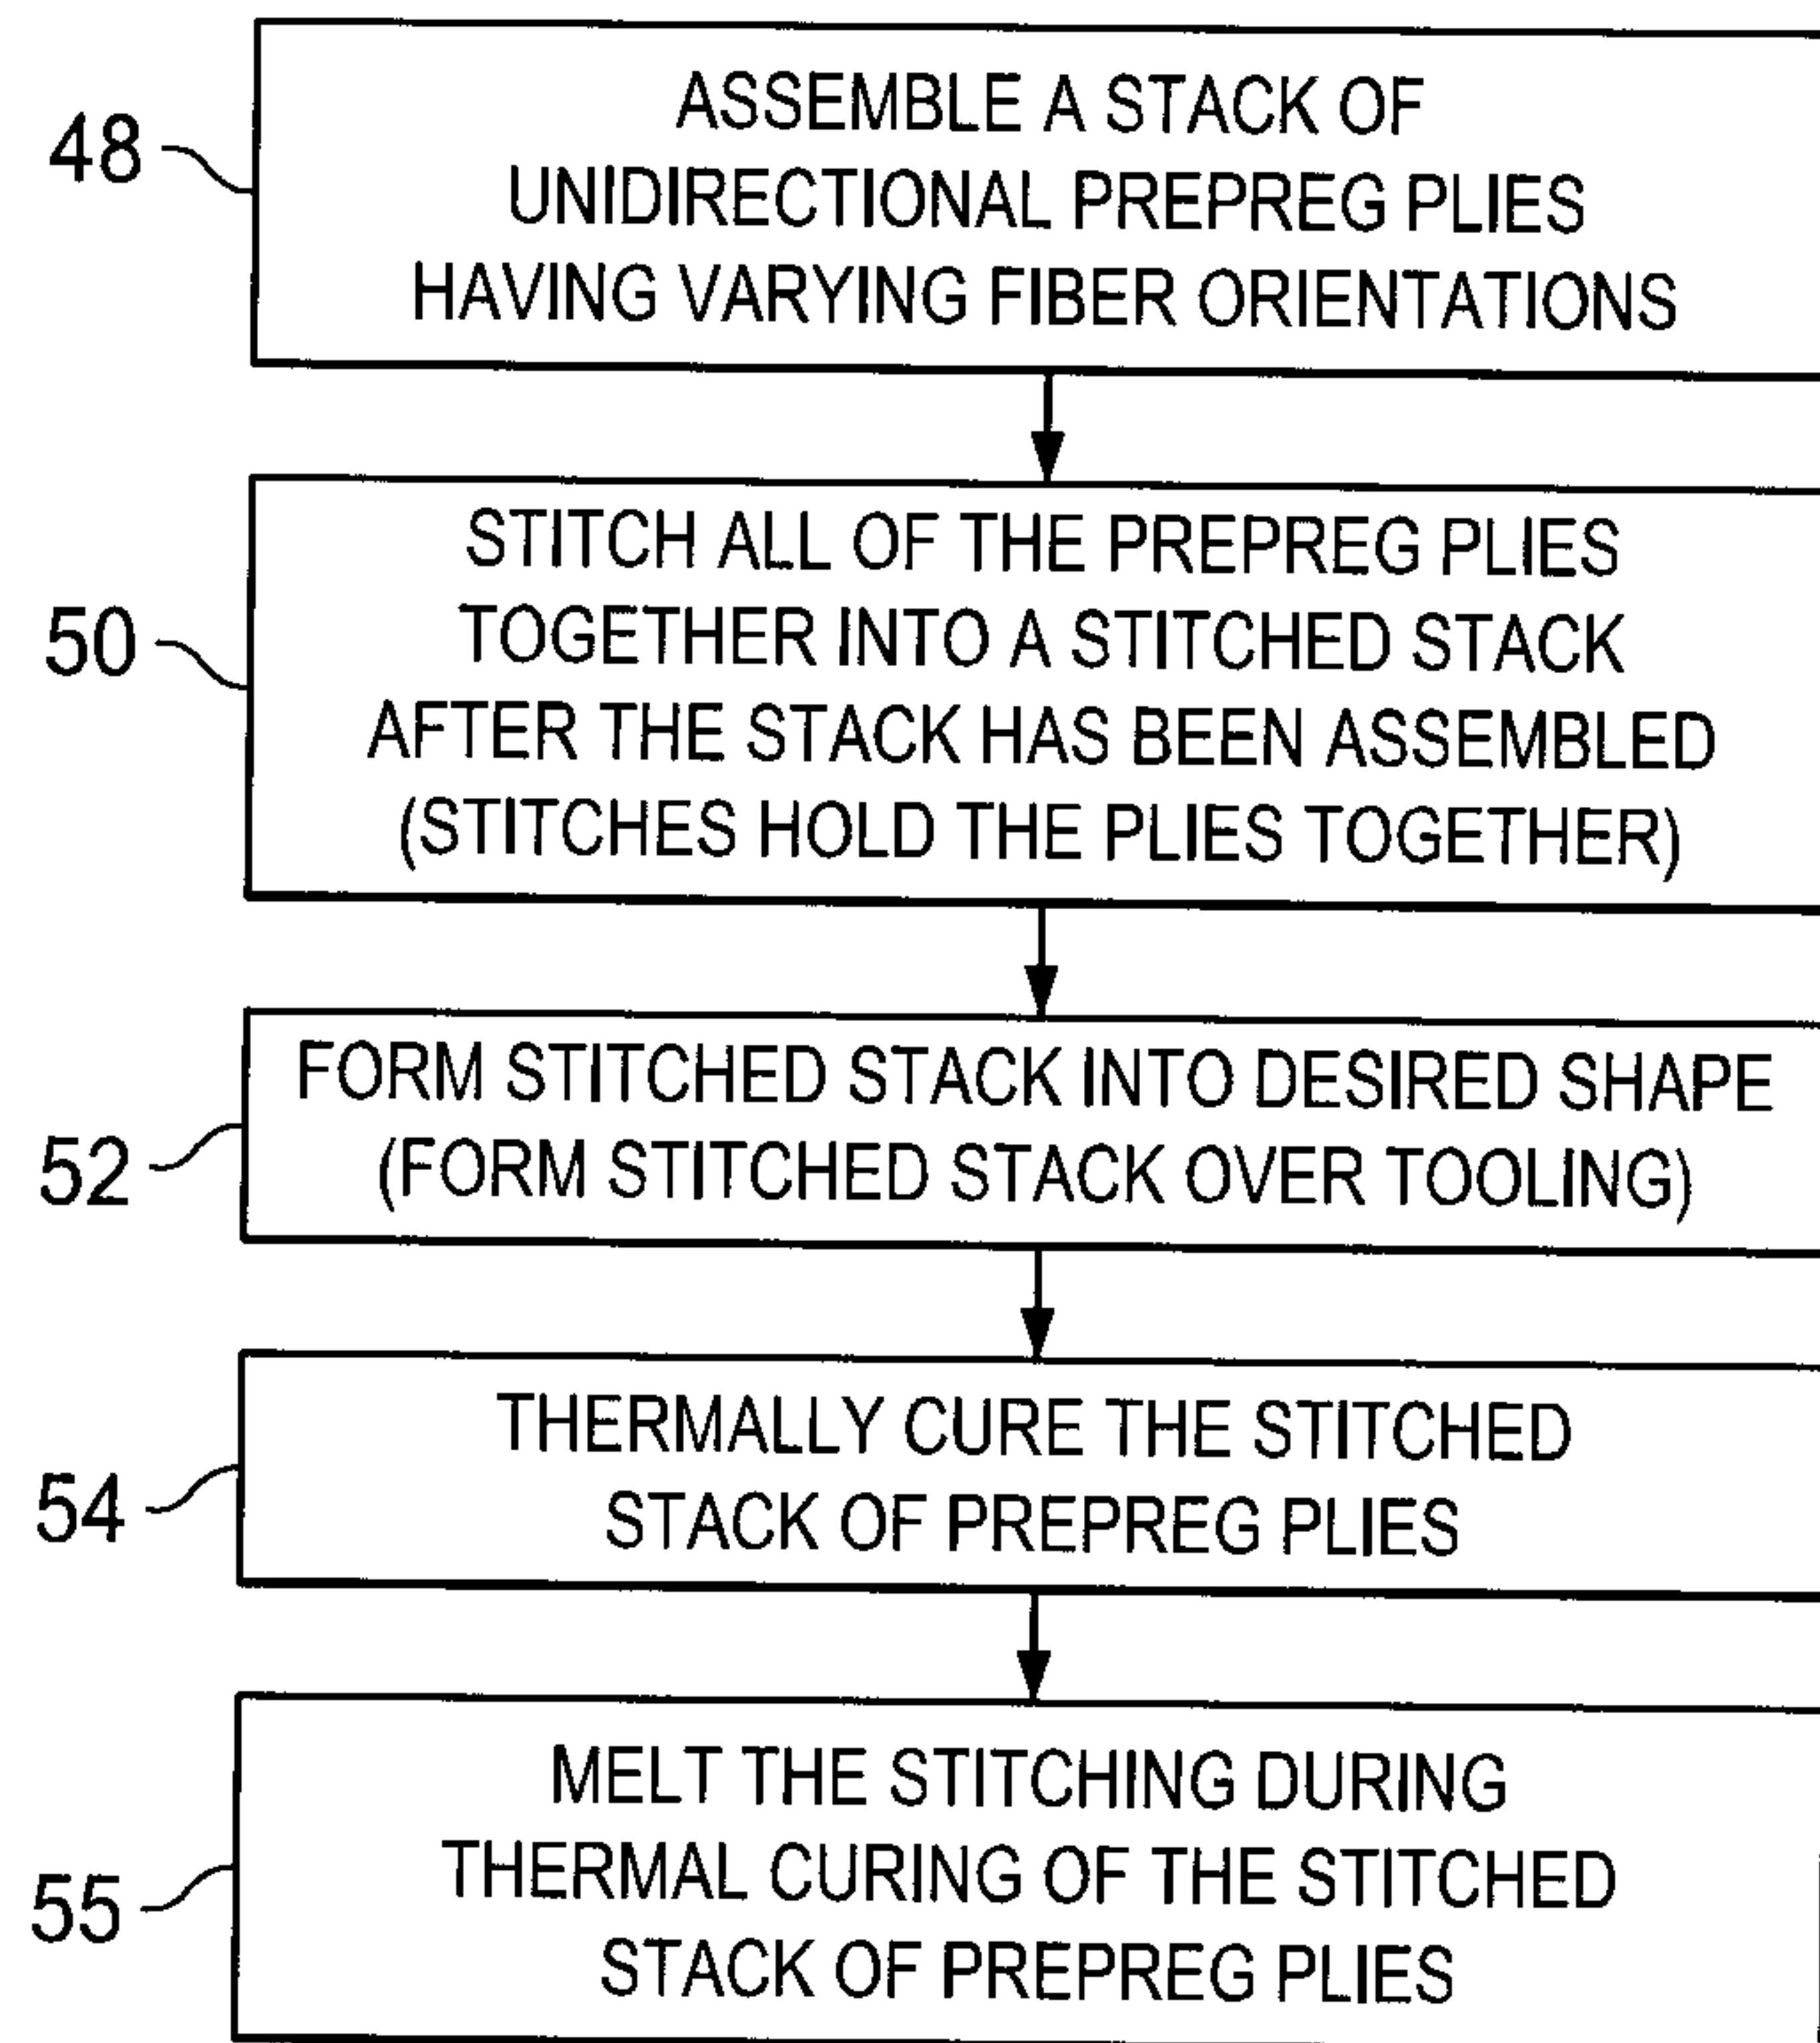 48
ASSEMBLE A STACK OF
UNIDIRECTIONAL PREPREG PLIES
HAVING VARYING FIBER ORIENTATIONS
50
STITCH ALL OF THE PREPREG PLIES
TOGETHER INTO A STITCHED STACK
AFTER THE STACK HAS BEEN ASSEMBLED
(STITCHES HOLD THE PLIES TOGETHER)
52
FORM STITCHED STACK INTO DESIRED SHAPE
(FORM STITCHED STACK OVER TOOLING)
54
THERMALLY CURE THE STITCHED
STACK OF PREPREG PLIES
55
MELT THE STITCHING DURING
THERMAL CURING OF THE STITCHED
STACK OF PREPREG PLIES